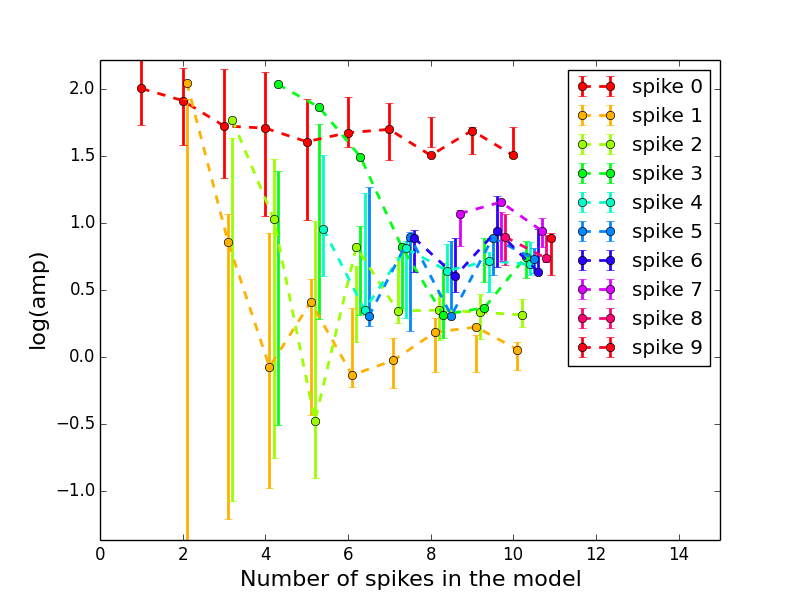 2.0
1.5
1.0
0.5
0.0
−0.5
−1.0
log(amp)
0 2 4 6 8 10 12 14
Number of spikes in the model
spike 0
spike 1
spike 2
spike 3
spike 4
spike 5
spike 6
spike 7
spike 8
spike 9